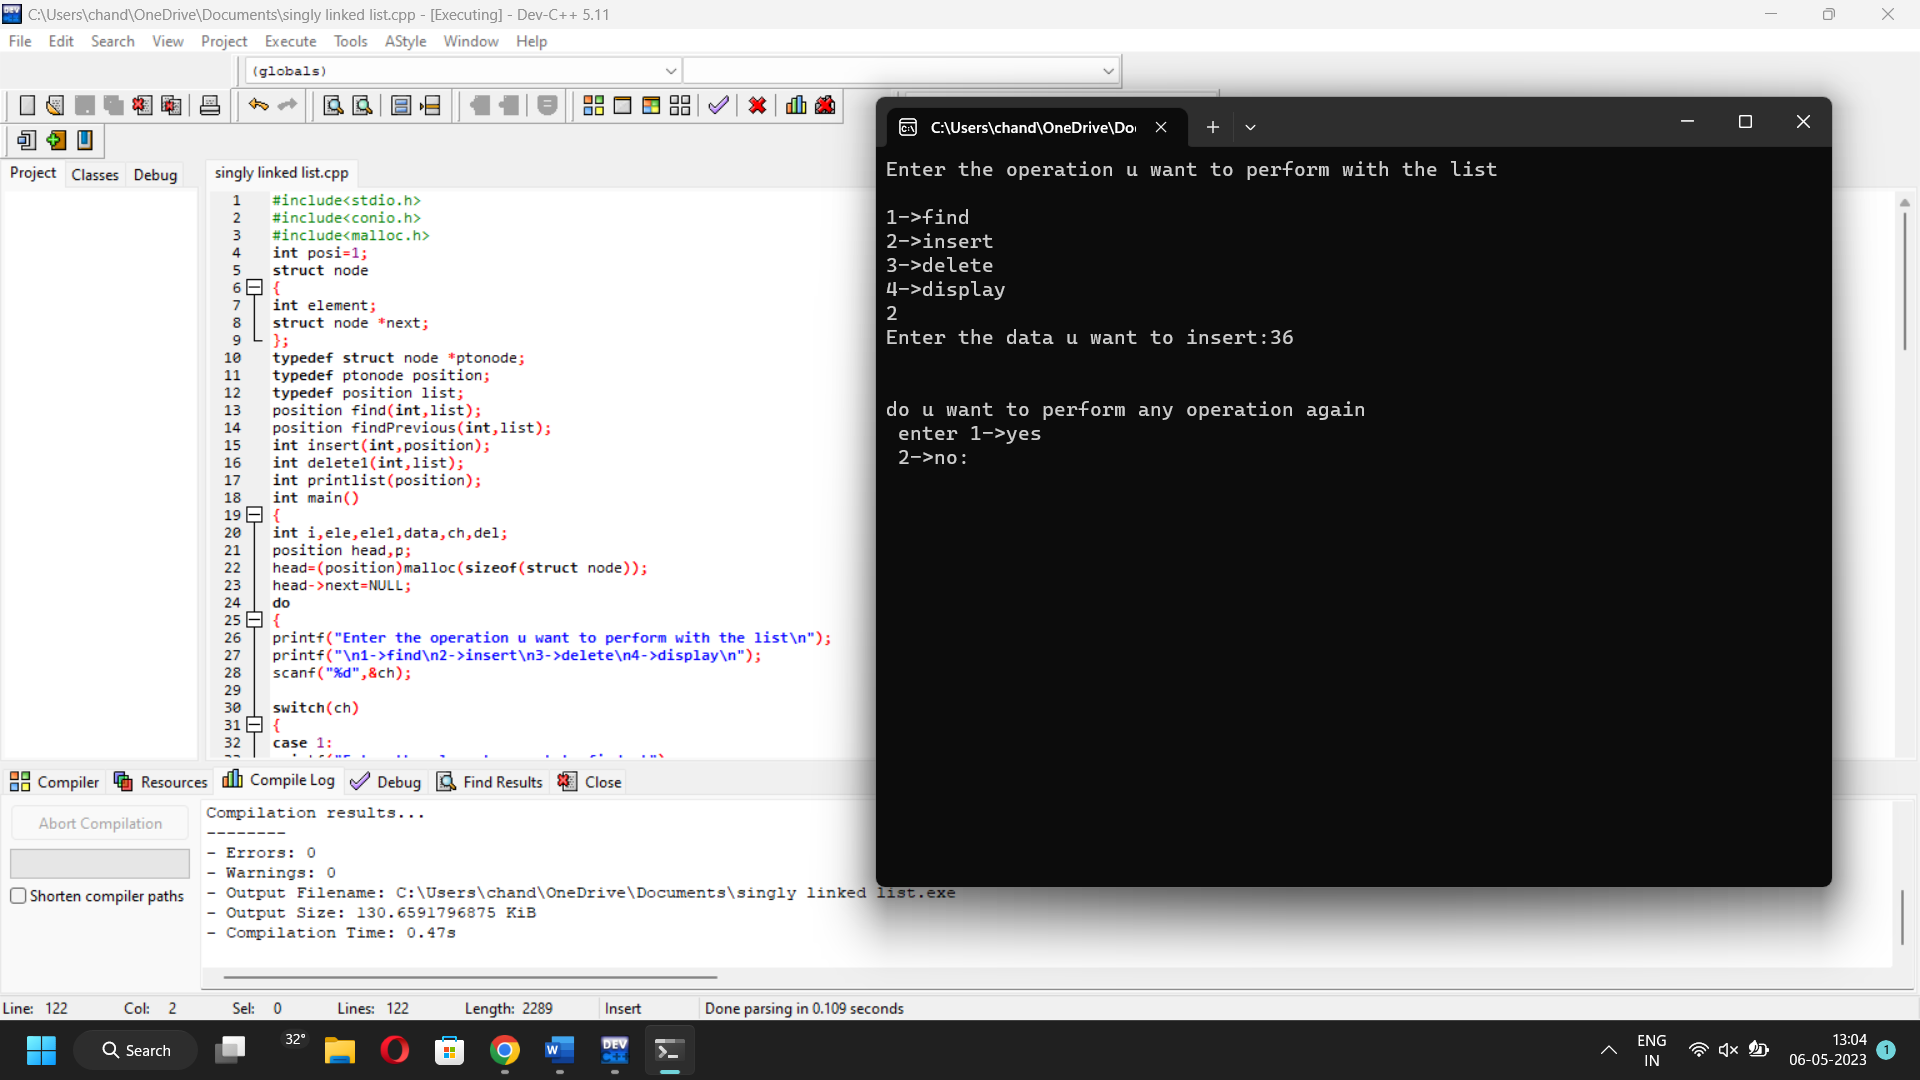 C:\Users\chand\OneDrive\Documents\singly linked list.cpp - [Executing] - Dev-C++ 5.11
File Edit Search View Project Execute Tools AStyle Window Help
(globals)
Project Classes Debug
singly linked list.cpp
1 #include<stdio.h>
2 #include<conio.h>
3 #include<malloc.h>
4 int posi=1;
5 struct node
6 {
7 int element;
8 struct node *next;
9 };
10 typedef struct node *ptonode;
11 typedef ptonode position;
12 typedef position list;
13 position find(int,list);
14 position findPrevious(int,list);
15 int insert(int,position);
16 int delete1(int,list);
17 int printlist(position);
18 int main()
19 {
20 int i,ele,ele1,data,ch,del;
21 position head,p;
22 head=(position)malloc(sizeof(struct node));
23 head->next=NULL;
24 do
25 {
26 printf("Enter the operation u want to perform with the list\n");
27 printf("\n1->find\n2->insert\n3->delete\n4->display\n");
28 scanf("%d",&ch);
29
30 switch(ch)
31 {
32 case 1:
C:\Users\chand\OneDrive\Do
Enter the operation u want to perform with the list
1->find
2->insert
3->delete
4->display
2
Enter the data u want to insert:36
do u want to perform any operation again
enter 1->yes
2->no:
Compiler Resources Compile Log Debug Find Results Close
Abort Compilation
Shorten compiler paths
Compilation results...
--------
- Errors: 0
- Warnings: 0
- Output Filename: C:\Users\chand\OneDrive\Documents\singly linked list.exe
- Output Size: 130.6591796875 KiB
- Compilation Time: 0.47s
Line: 122 Col: 2 Sel: 0 Lines: 122 Length: 2289 Insert Done parsing in 0.109 seconds
Search
32°
DEV
ENG
IN
13:04
06-05-2023
1